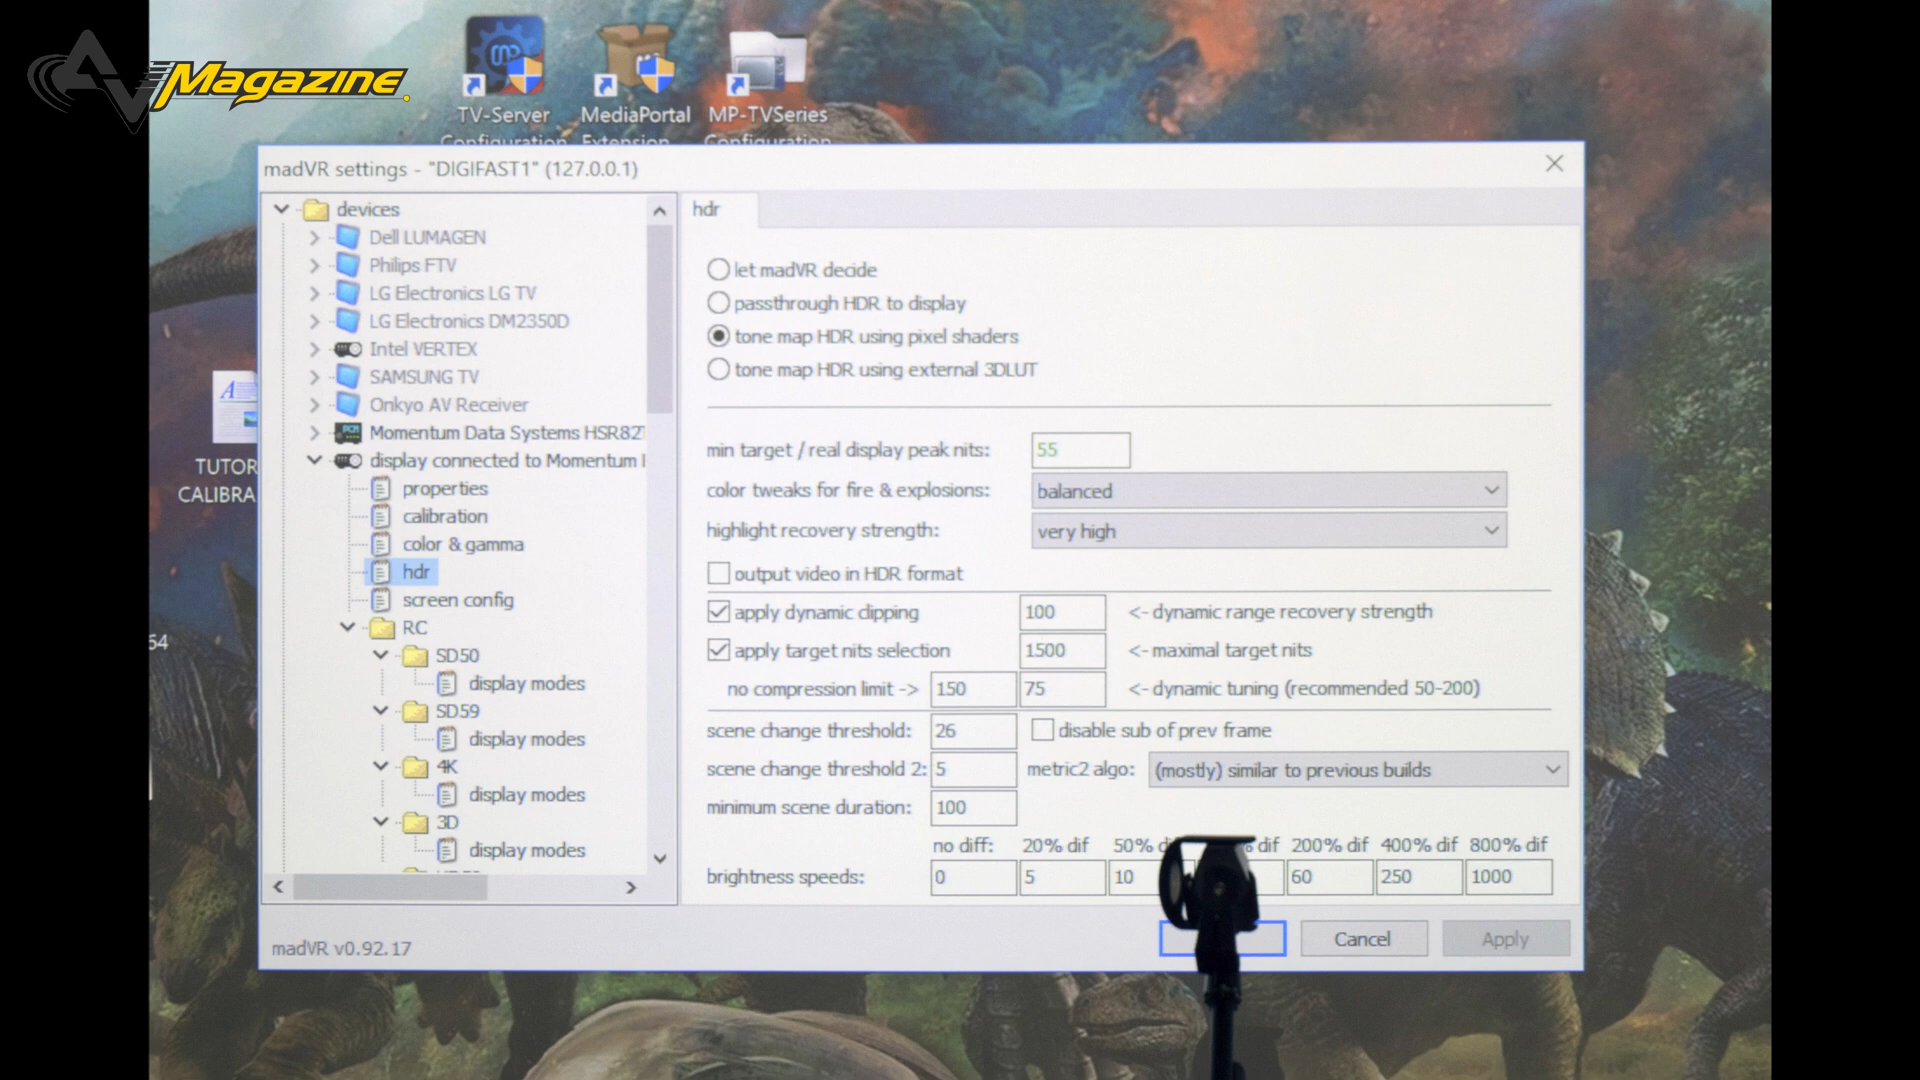 AV Magazine
TV-Server
MediaPortal
MP-TVSeries
Configuration
Extension
Configuration
madVR settings - "DIGIFAST1" (127.0.0.1)
devices
Dell LUMAGEN
Philips FTV
LG Electronics LG TV
LG Electronics DM2350D
Intel VERTEX
SAMSUNG TV
Onkyo AV Receiver
Momentum Data Systems
display connected to Momentum
properties
calibration
color & gamma
hdr
screen config
RC
SD50
display modes
SD59
display modes
4K
display modes
3D
display modes
madVR v0.92.17
TUTOR
CALIBRA
64
hdr
let madVR decide
passthrough HDR to display
tone map HDR using pixel shaders
tone map HDR using external 3DLUT
min target / real display peak nits: 55
color tweaks for fire & explosions: balanced
highlight recovery strength: very high
output video in HDR format
apply dynamic clipping 100 <- dynamic range recovery strength
apply target nits selection 1500 <- maximal target nits
no compression limit -> 150 75 <- dynamic tuning (recommended 50-200)
scene change threshold: 26 disable sub of prev frame
scene change threshold 2: 5 metric2 algo: (mostly) similar to previous builds
minimum scene duration: 100
no diff: 20% dif 50% dif 200% dif 400% dif 800% dif
brightness speeds: 0 5 10 60 250 1000
Cancel
Apply